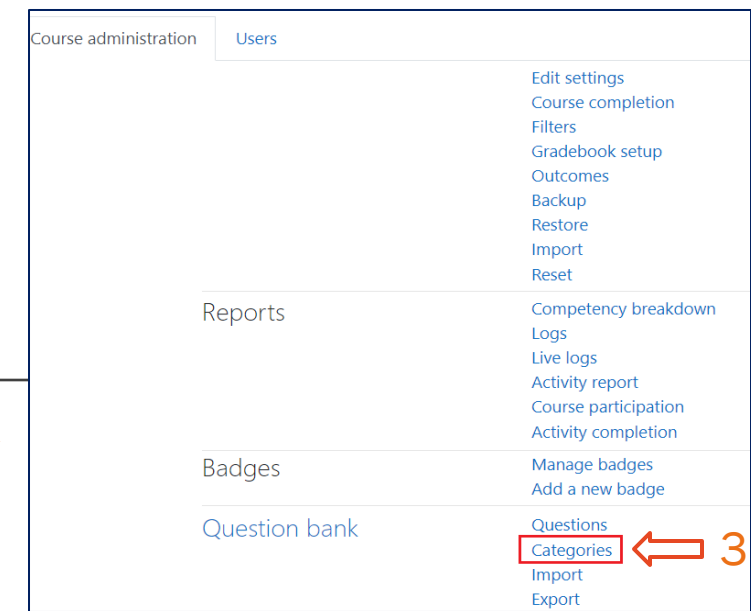 Course administration Users
Edit settings
Course completion
Filters
Gradebook setup
Outcomes
Backup
Restore
Import
Reset
Reports Competency breakdown
Logs
Live logs
Activity report
Course participation
Activity completion
Badges Manage badges
Add a new badge
Question bank Questions
Categories 3
Import
Export